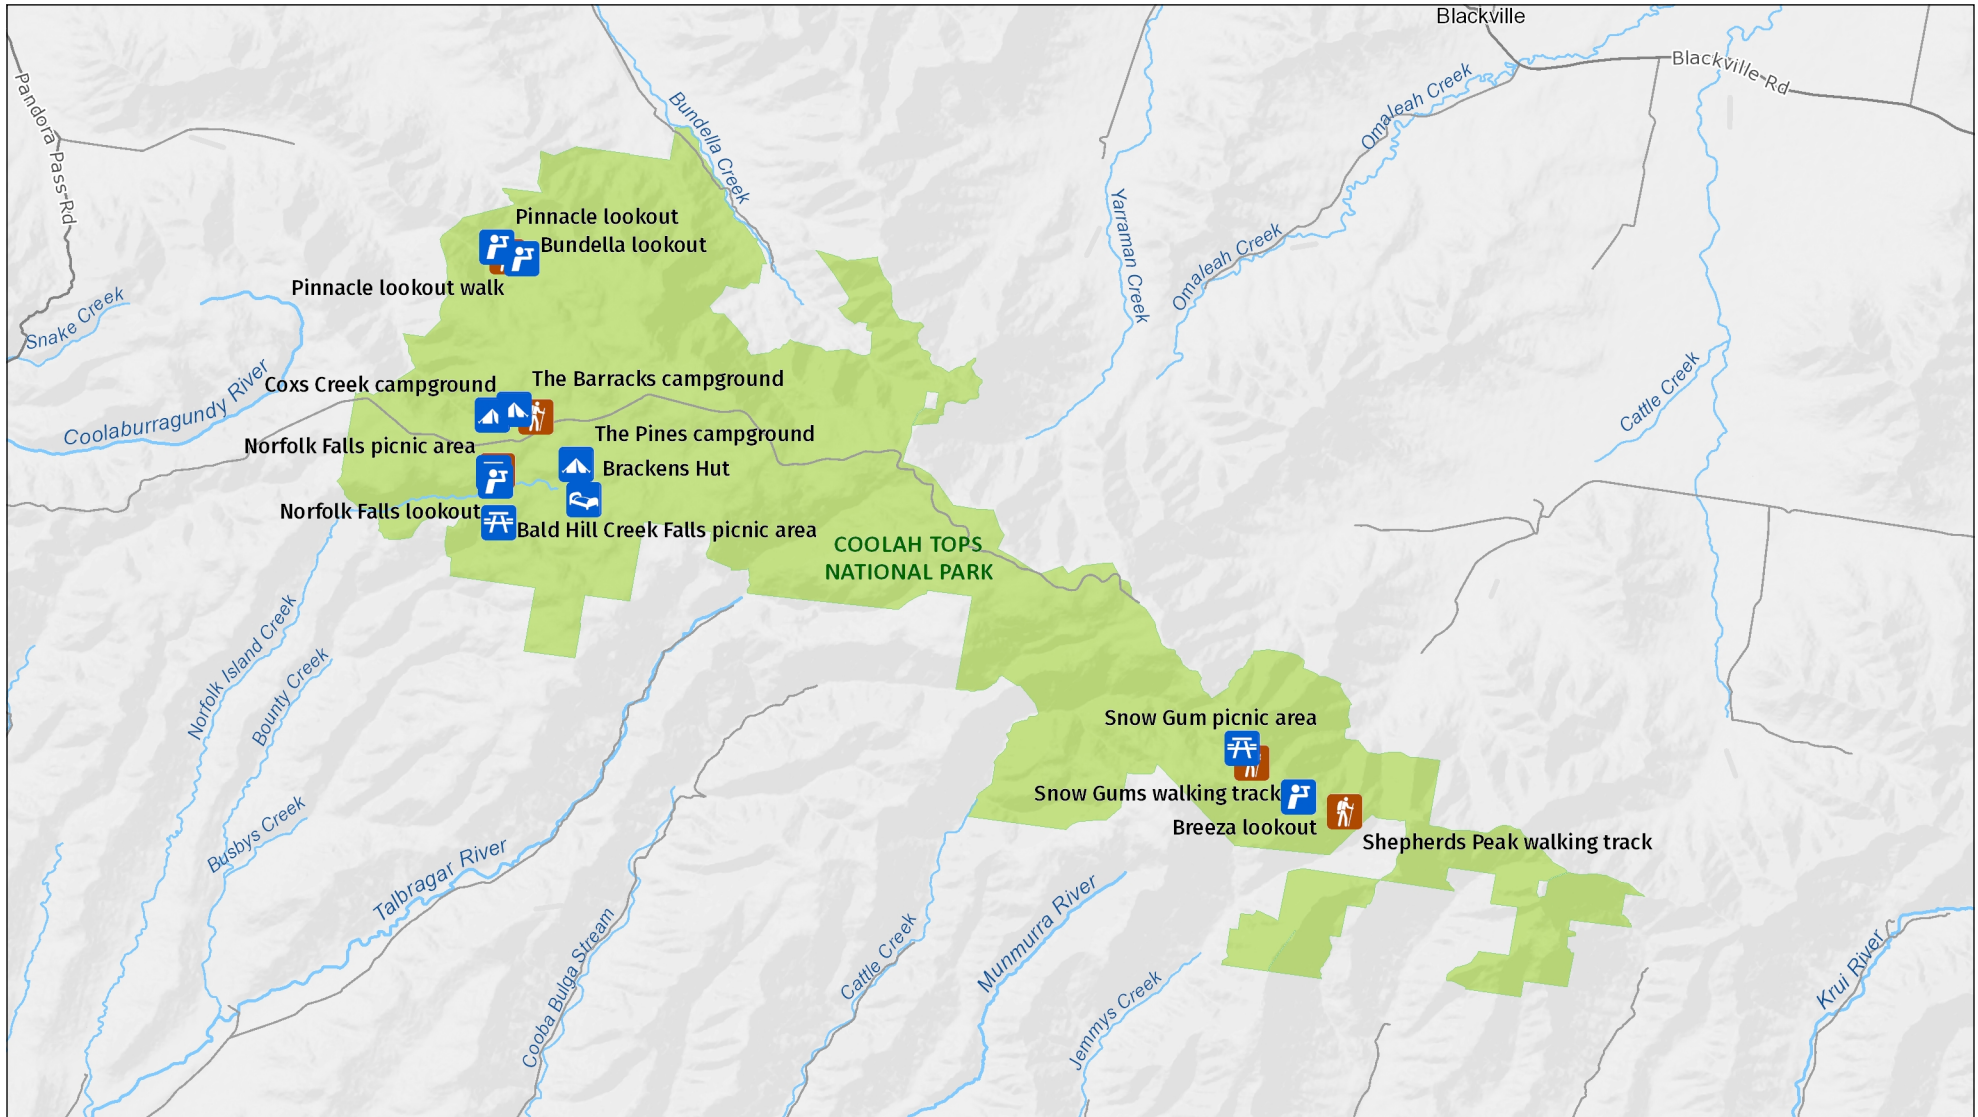 Blackville
Blackville Rd
Pandora Pass-Rd
Bundella Creek
Omaleah Creek
Yarraman Creek
Omaleah Creek
Pinnacle lookout
Bundella lookout
Pinnacle lookout walk
Snake Creek
Coolaburragundy River
Coxs Creek campground
The Barracks campground
Cattle Creek
Norfolk Falls picnic area
The Pines campground
Brackens Hut
Norfolk Falls lookout
Bald Hill Creek Falls picnic area
COOLAH TOPS
NATIONAL PARK
Norfolk Island Creek
Bounty Creek
Snow Gum picnic area
Snow Gums walking track
Breeza lookout
Shepherds Peak walking track
Busbys Creek
Talbragar River
Cooba Bulga Stream
Cattle Creek
Munmurra River
Jemmys Creek
Krui River